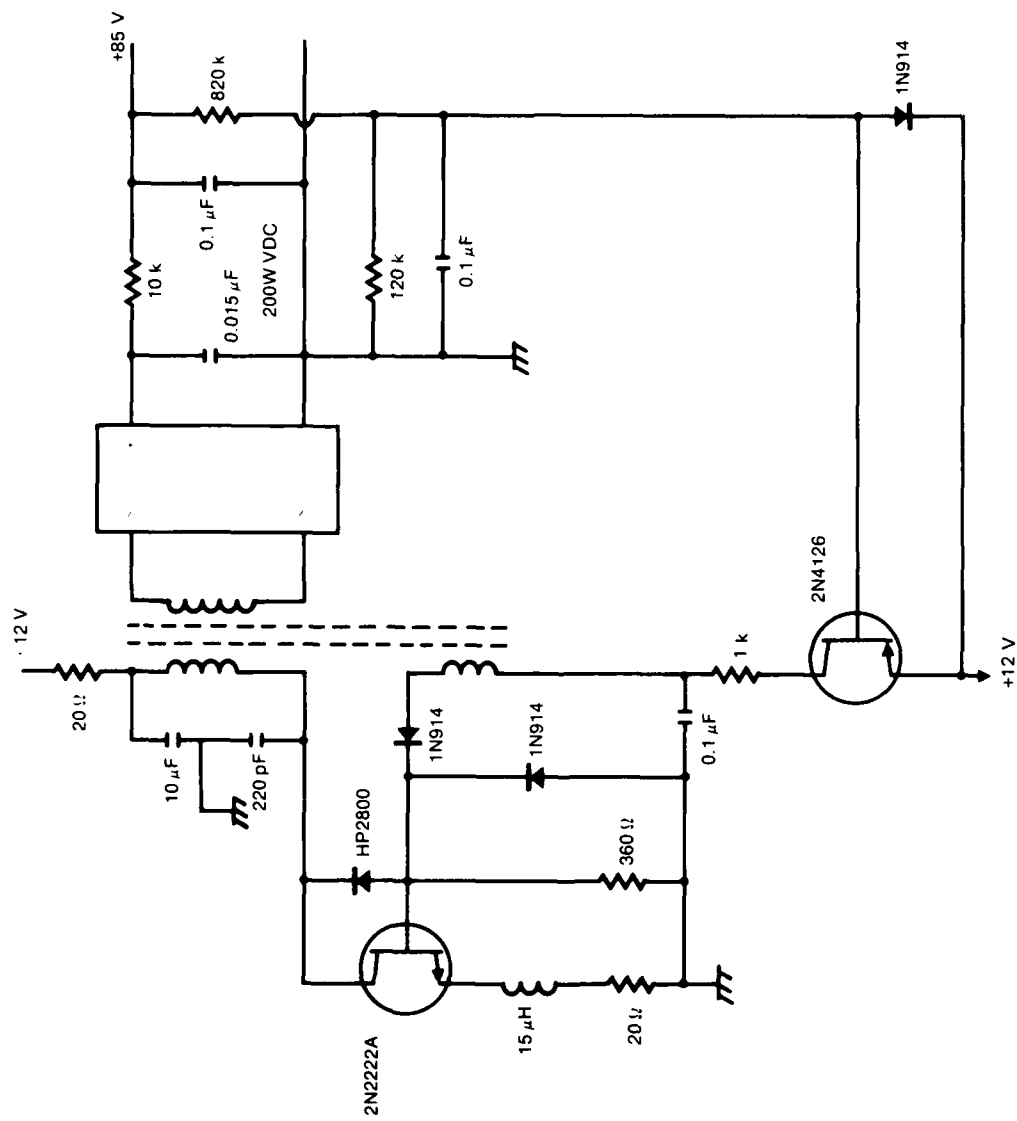 +85 V
820 k
10 k
0.1 µF
0.015 µF
200W VDC
120 k
0.1 µF
1N914
12 V
20 Ω
10 µF
220 pF
HP2800
1N914
1N914
2N2222A
15 µH
20 Ω
360 Ω
0.1 µF
1 k
2N4126
+12 V